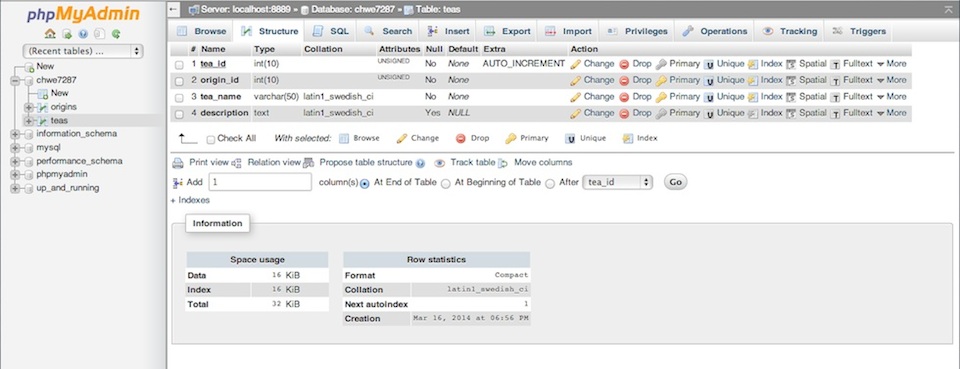 phpMyAdmin
Server: localhost:8889 » Database: chwe7287 » Table: teas
Browse Structure SQL Search Insert Export Import Privileges Operations Tracking Triggers
(Recent tables) ...
New
chwe7287
New
origins
teas
information_schema
mysql
performance_schema
phpmyadmin
up_and_running
# Name Type Collation Attributes Null Default Extra Action
1 tea_id int(10) UNSIGNED No None AUTO_INCREMENT Change Drop Primary Unique Index Spatial Fulltext More
2 origin_id int(10) UNSIGNED No None Change Drop Primary Unique Index Spatial Fulltext More
3 tea_name varchar(50) latin1_swedish_ci No None Change Drop Primary Unique Index Spatial Fulltext More
4 description text latin1_swedish_ci Yes NULL Change Drop Primary Unique Index Spatial Fulltext More
Check All With selected: Browse Change Drop Primary Unique Index
Print view Relation view Propose table structure Track table Move columns
Add 1 column(s) At End of Table At Beginning of Table After tea_id Go
+ Indexes
Information
Space usage
Data 16 KiB
Index 16 KiB
Total 32 KiB
Row statistics
Format Compact
Collation latin1_swedish_ci
Next autoindex 1
Creation Mar 16, 2014 at 06:56 PM